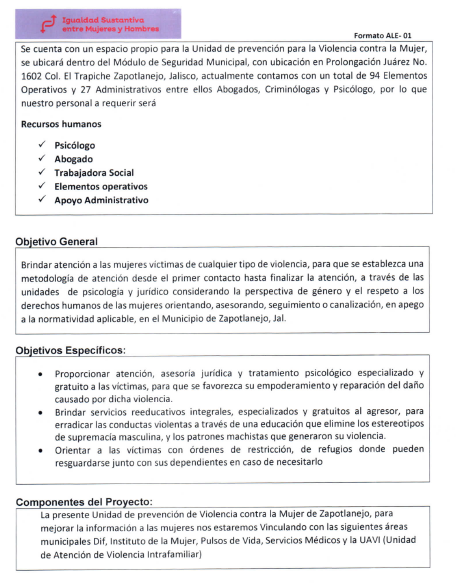 Igualdad Sustantiva
entre Mujeres y Hombres
Formato ALE- 01
Se cuenta con un espacio propio para la Unidad de prevención para la Violencia contra la Mujer,
se ubicará dentro del Módulo de Seguridad Municipal, con ubicación en Prolongación Juárez No.
1602 Col. El Trapiche Zapotlanejo, Jalisco, actualmente contamos con un total de 94 Elementos
Operativos y 27 Administrativos entre ellos Abogados, Criminólogas y Psicólogo, por lo que
nuestro personal a requerir será
Recursos humanos
✓ Psicólogo
✓ Abogado
✓ Trabajadora Social
✓ Elementos operativos
✓ Apoyo Administrativo
Objetivo General
Brindar atención a las mujeres víctimas de cualquier tipo de violencia, para que se establezca una
metodología de atención desde el primer contacto hasta finalizar la atención, a través de las
unidades de psicología y jurídico considerando la perspectiva de género y el respeto a los
derechos humanos de las mujeres orientando, asesorando, seguimiento o canalización, en apego
a la normatividad aplicable, en el Municipio de Zapotlanejo, Jal.
Objetivos Específicos:
• Proporcionar atención, asesoría jurídica y tratamiento psicológico especializado y
gratuito a las víctimas, para que se favorezca su empoderamiento y reparación del daño
causado por dicha violencia.
• Brindar servicios reeducativos integrales, especializados y gratuitos al agresor, para
erradicar las conductas violentas a través de una educación que elimine los estereotipos
de supremacía masculina, y los patrones machistas que generaron su violencia.
• Orientar a las víctimas con órdenes de restricción, de refugios donde pueden
resguardarse junto con sus dependientes en caso de necesitarlo
Componentes del Proyecto:
La presente Unidad de prevención de Violencia contra la Mujer de Zapotlanejo, para
mejorar la información a las mujeres nos estaremos Vinculando con las siguientes áreas
municipales Dif, Instituto de la Mujer, Pulsos de Vida, Servicios Médicos y la UAVI (Unidad
de Atención de Violencia Intrafamiliar)